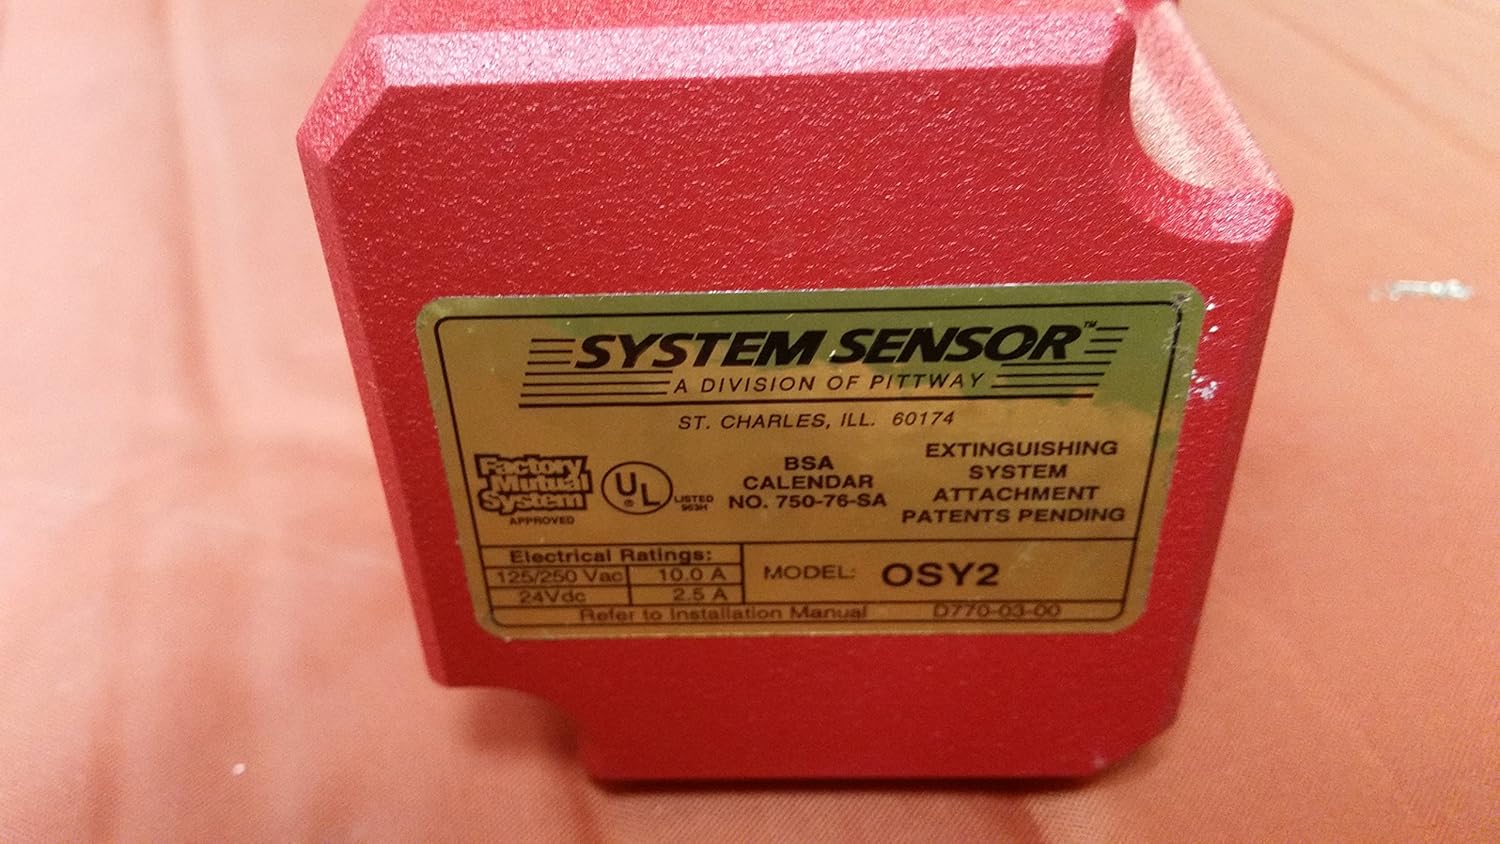 SYSTEM SENSOR™
A DIVISION OF PITTWAY
ST. CHARLES, ILL. 60174
Factory
Mutual
System
APPROVED
UL
®
LISTED
BSA
CALENDAR
NO. 750-76-SA
EXTINGUISHING
SYSTEM
ATTACHMENT
PATENTS PENDING
Electrical Ratings:
125/250 Vac 10.0 A
24Vdc 2.5 A
MODEL: OSY2
Refer to Installation Manual D770-03-00